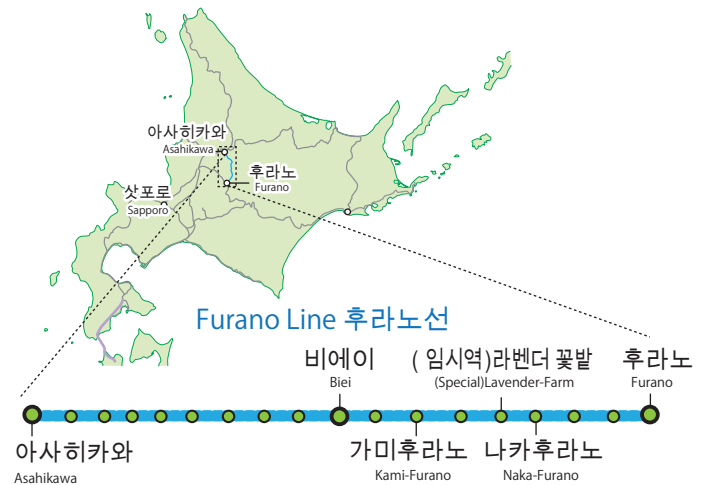 아사히카와
Asahikawa
후라노
Furano
삿포로
Sapporo
Furano Line 후라노선
비에이
Biei
( 임시역)라벤더 꽃밭
(Special)Lavender-Farm
후라노
Furano
아사히카와
Asahikawa
가미후라노
Kami-Furano
나카후라노
Naka-Furano